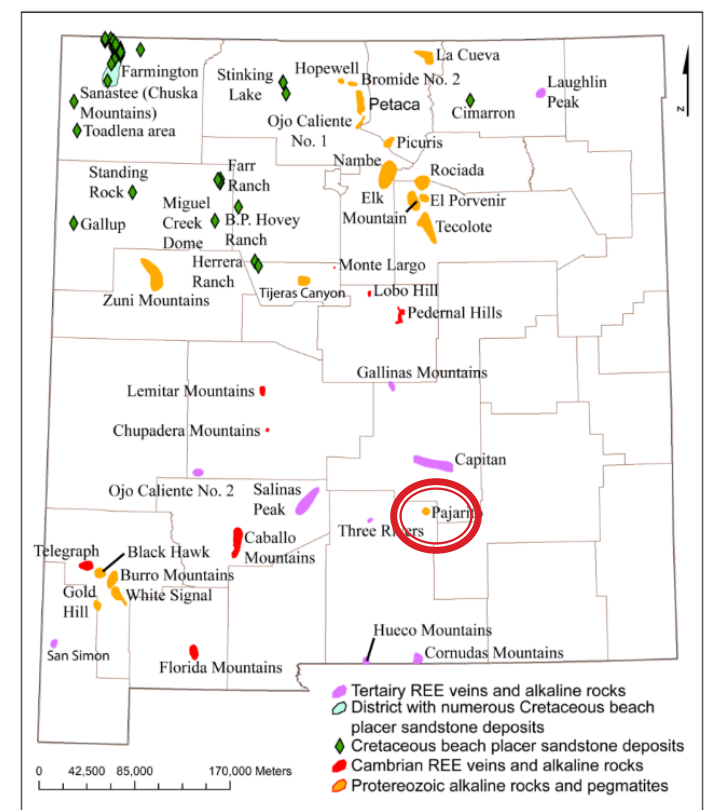 La Cueva
Hopewell
Bromide No. 2
Farmington
Stinking
Lake
Laughlin
Peak
Sanastee (Chuska
Mountains)
Petaca
Cimarron
Toadlena area
Ojo Caliente
No. 1
Picuris
Nambe
Standing
Rock
Farr
Ranch
Rociada
Elk
Mountain
El Porvenir
Miguel
Creek
Dome
B.P. Hovey
Ranch
Gallup
Tecolote
Herrera
Ranch
Monte Largo
Zuni Mountains
Tijeras Canyon
Lobo Hill
Pedernal Hills
Gallinas Mountains
Lemitar Mountains
Chupadera Mountains
Capitan
Ojo Caliente No. 2
Salinas
Peak
Pajarito
Three Rivers
Caballo
Mountains
Telegraph
Black Hawk
Burro Mountains
Gold
Hill
White Signal
San Simon
Florida Mountains
Hueco Mountains
Cornudas Mountains
N
Tertairy REE veins and alkaline rocks
District with numerous Cretaceous beach
placer sandstone deposits
Cretaceous beach placer sandstone deposits
Cambrian REE veins and alkaline rocks
Protereozoic alkaline rocks and pegmatites
0 42,500 85,000 170,000 Meters